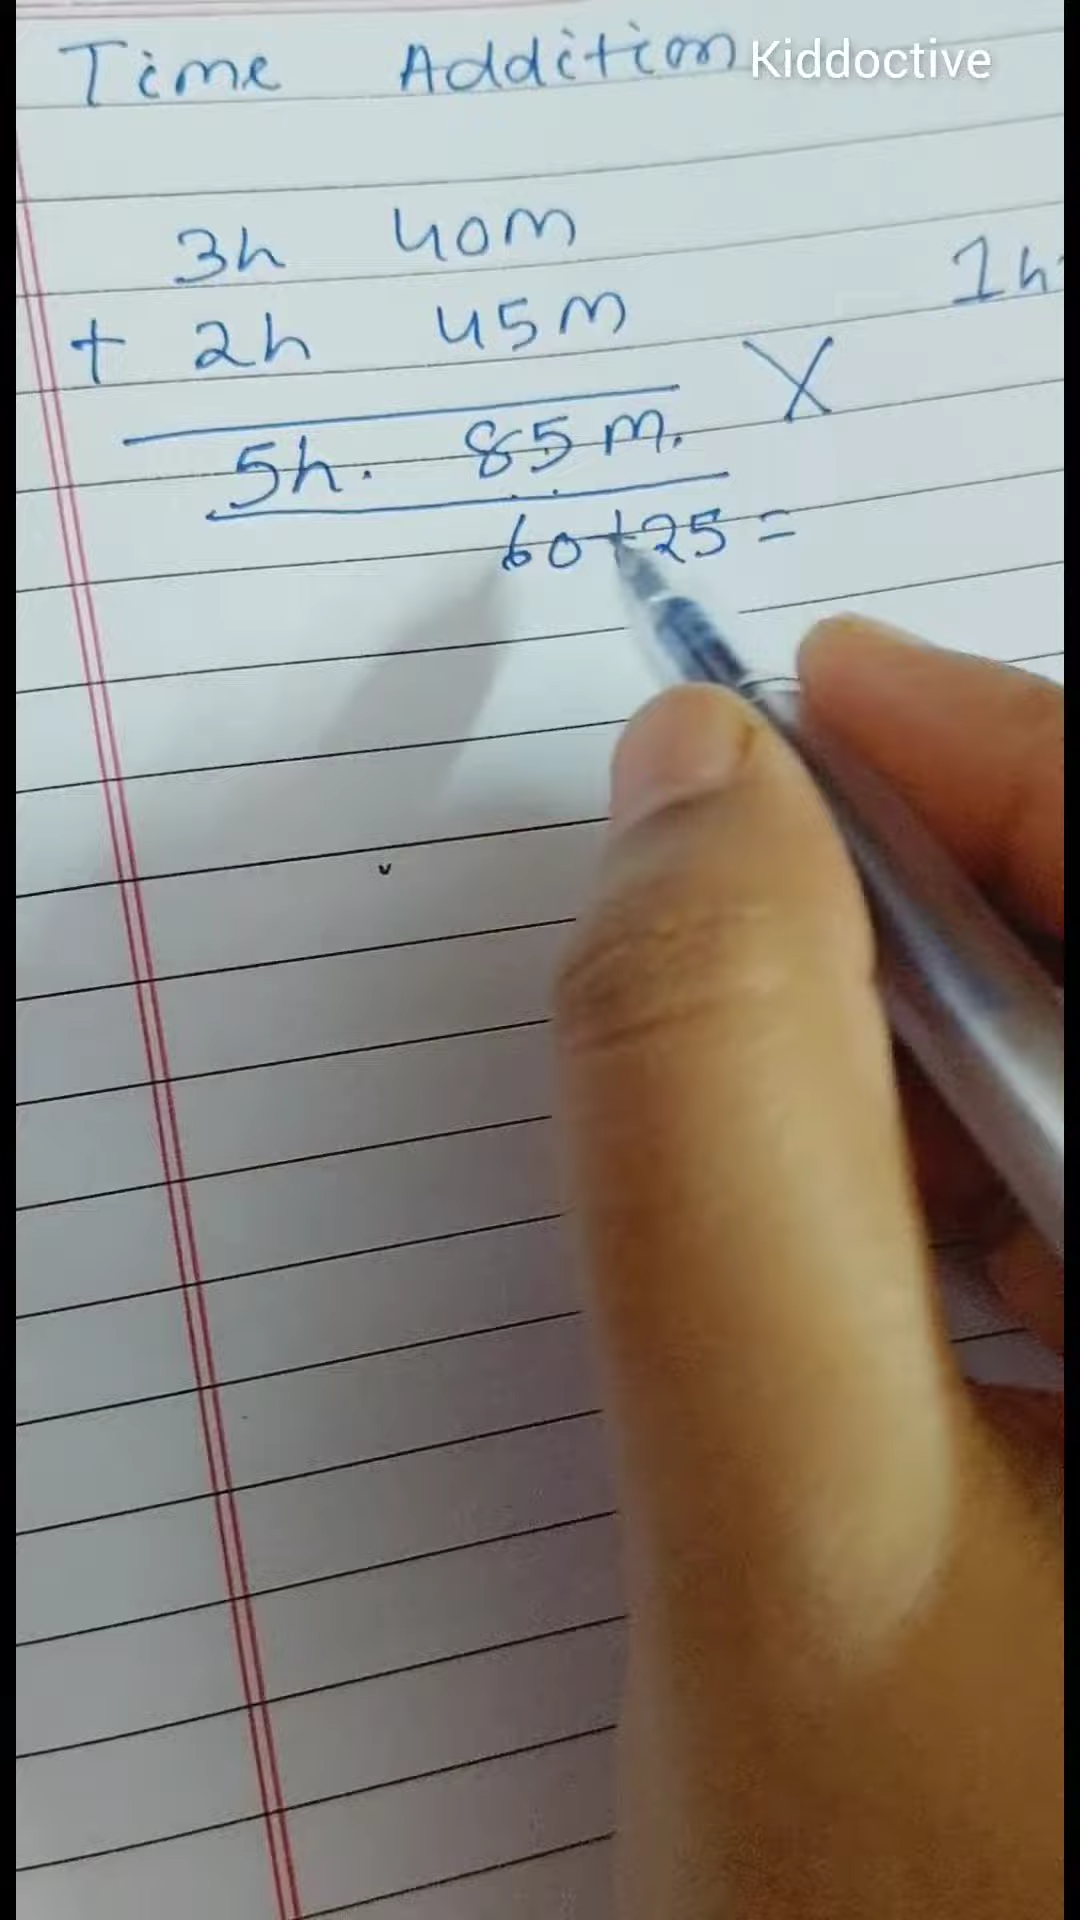 Time Addition Kiddoctive
3h 40m
1h
+ 2h 45m
X
5h. 85m.
60+25=